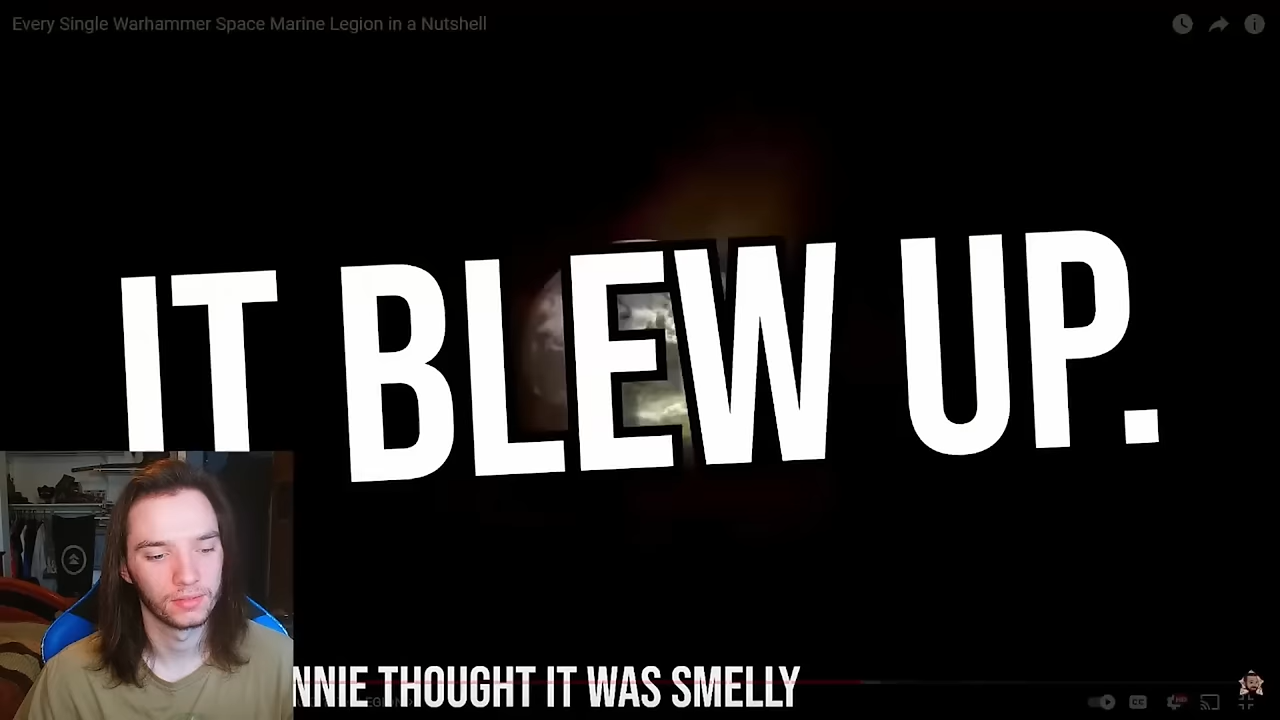 Every Single Warhammer Space Marine Legion in a Nutshell
IT BLEW UP.
NNIE THOUGHT IT WAS SMELLY